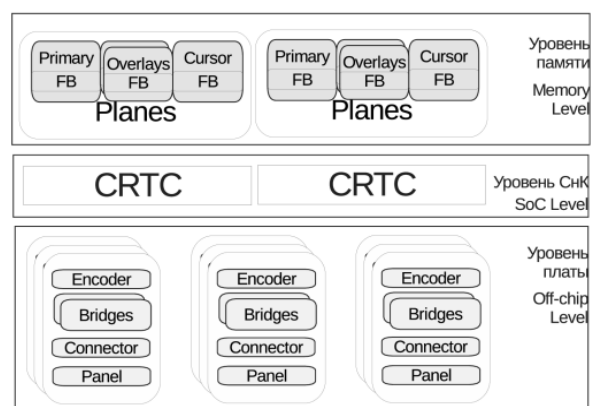 Primary
FB
Overlays
FB
Cursor
FB
Planes
Primary
FB
Overlays
FB
Cursor
FB
Planes
Уровень
памяти
Memory
Level
CRTC
CRTC
Уровень СнК
SoC Level
Encoder
Bridges
Connector
Panel
Encoder
Bridges
Connector
Panel
Encoder
Bridges
Connector
Panel
Уровень
платы
Off-chip
Level